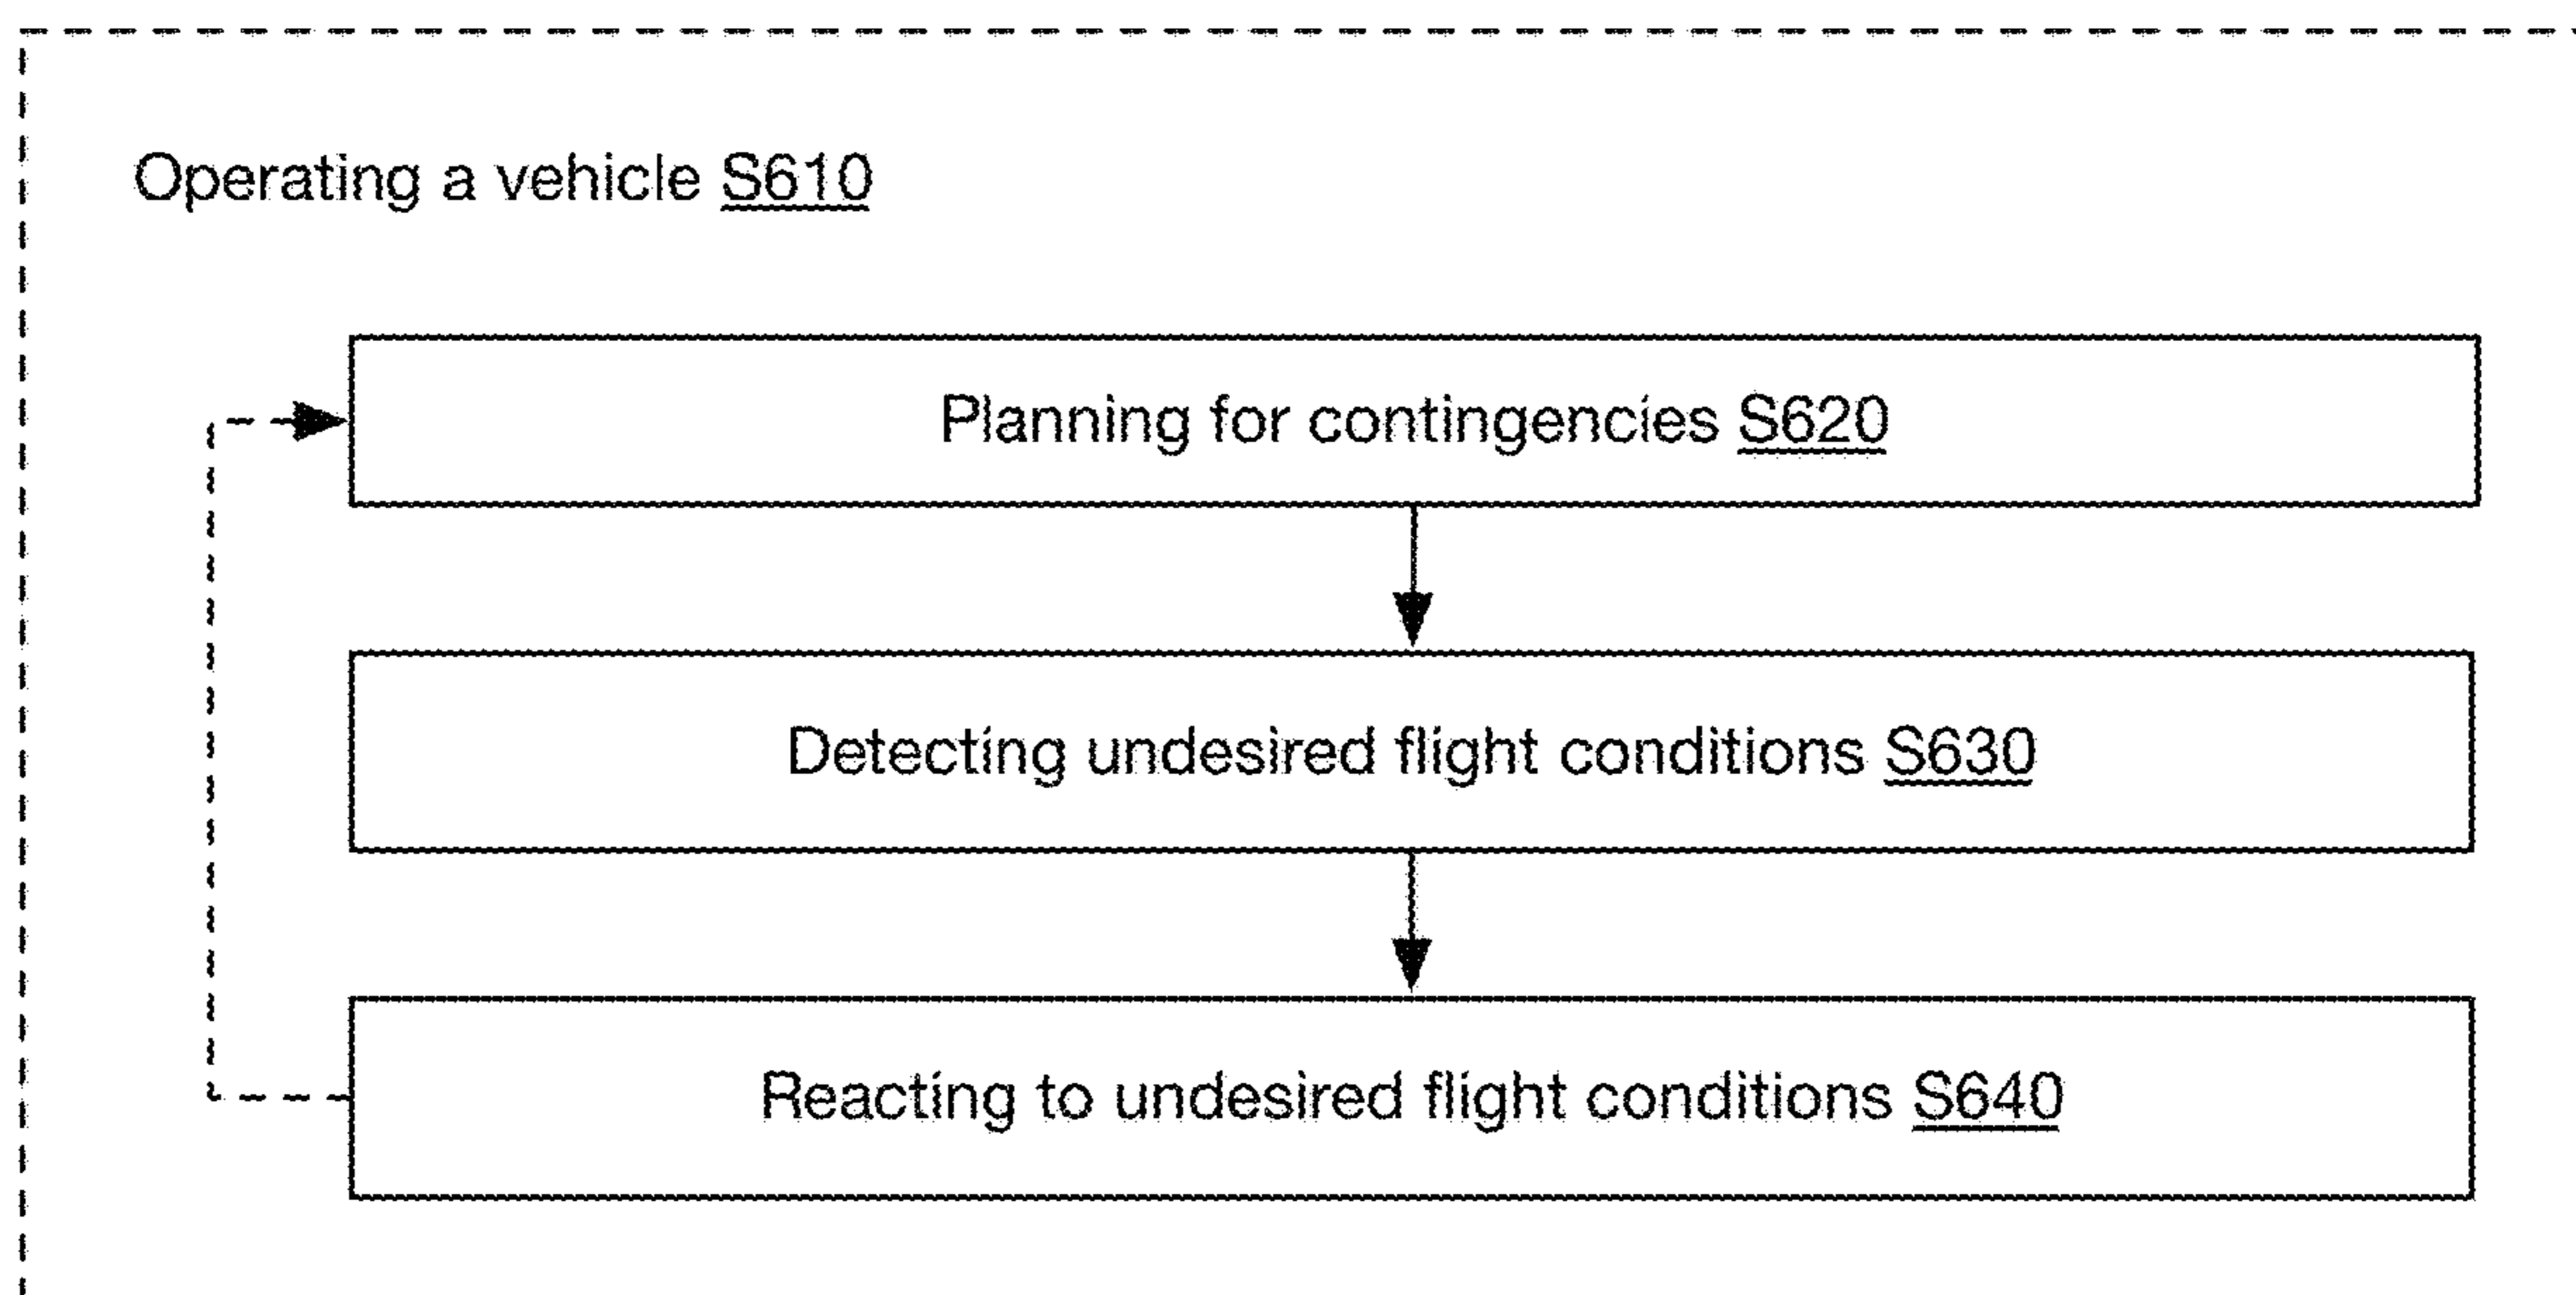 Operating a vehicle S610
Planning for contingencies S620
Detecting undesired flight conditions S630
Reacting to undesired flight conditions S640